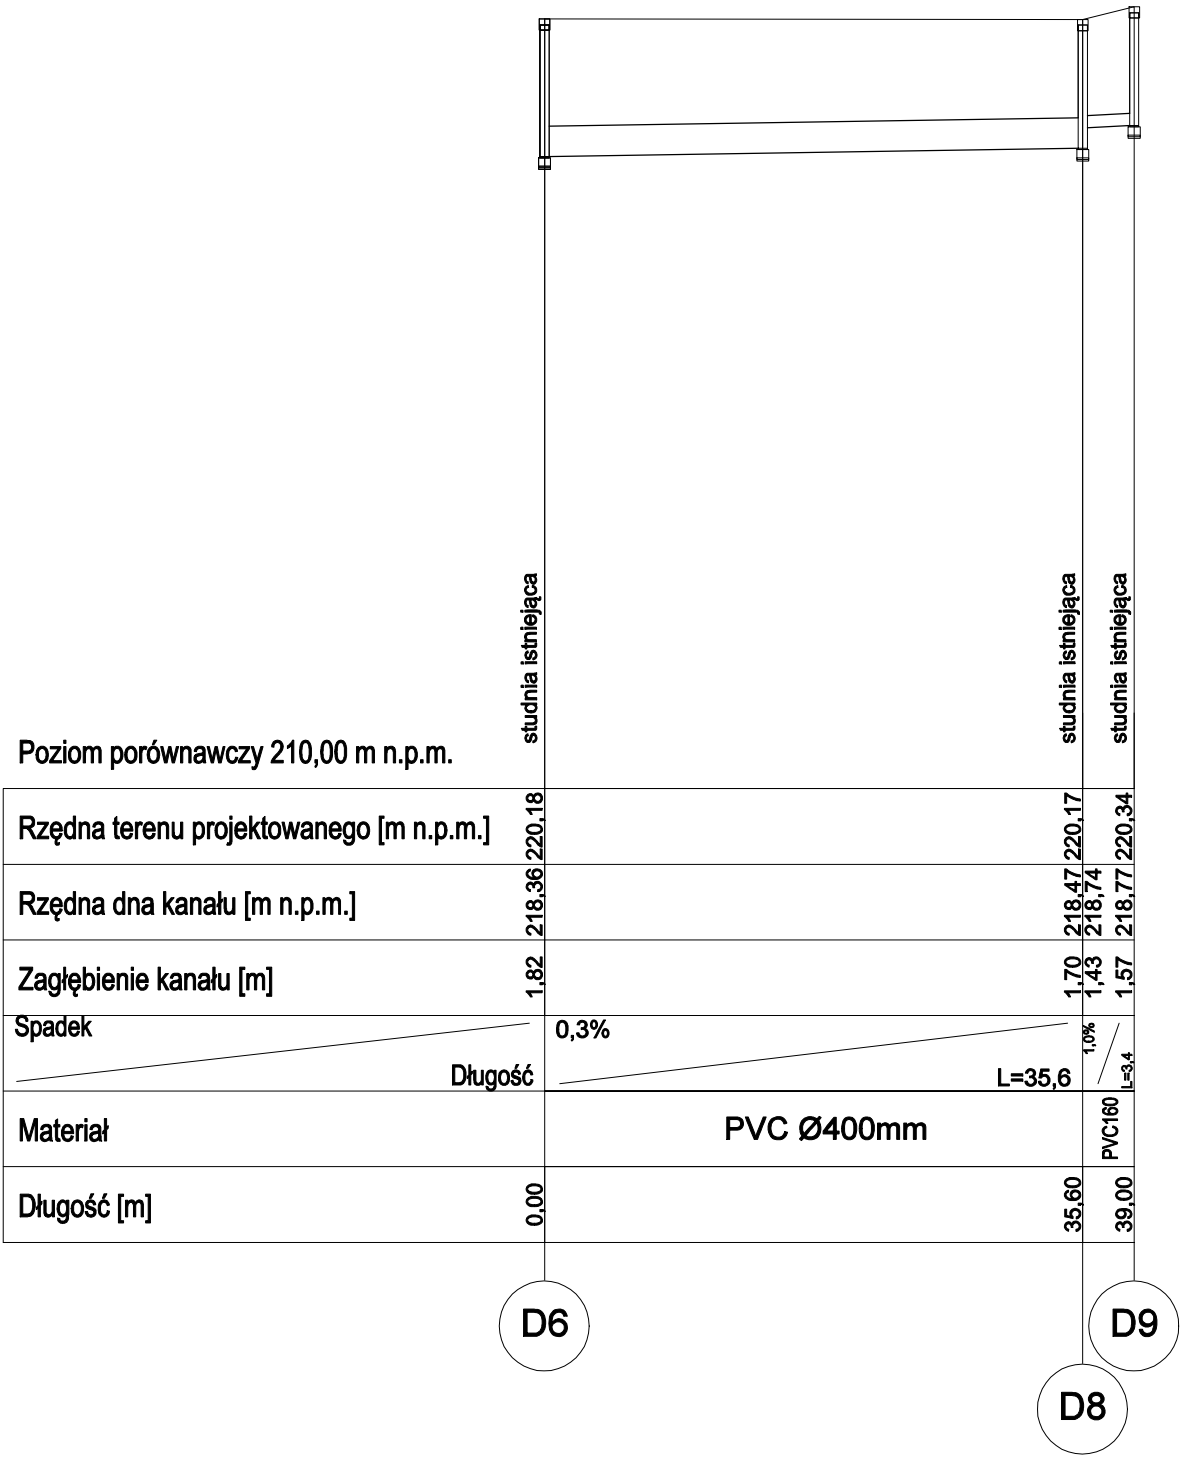 studnia istniejąca
studnia istniejąca
studnia istniejąca
Poziom porównawczy 210,00 m n.p.m.
Rzędna terenu projektowanego [m n.p.m.] 220,18 220,17 220,34
Rzędna dna kanału [m n.p.m.] 218,36 218,47 218,74 218,77
Zagłębienie kanału [m] 1,82 1,70 1,43 1,57
Spadek 0,3% 1,0%
Długość L=35,6 L=3,4
Materiał PVC Ø400mm PVC160
Długość [m] 0,00 35,60 39,00
D6 D9
D8